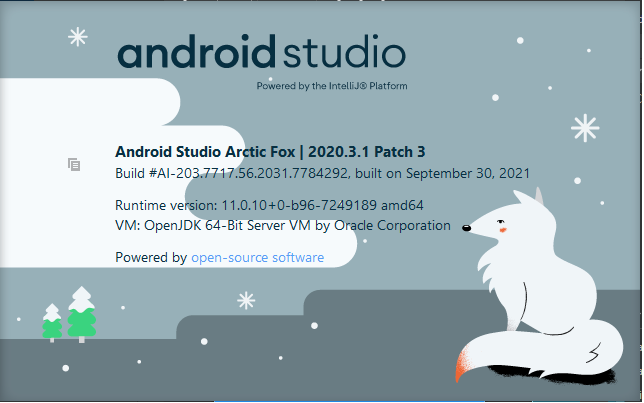 androidstudio
Powered by the IntelliJ® Platform
Android Studio Arctic Fox | 2020.3.1 Patch 3
Build #AI-203.7717.56.2031.7784292, built on September 30, 2021
Runtime version: 11.0.10+0-b96-7249189 amd64
VM: OpenJDK 64-Bit Server VM by Oracle Corporation
Powered by open-source software